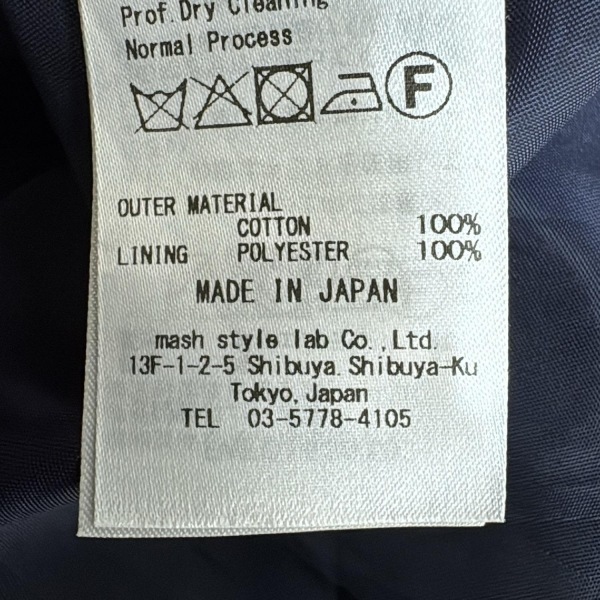 Prof.Dry Cleaning
Normal Process
F
OUTER MATERIAL
COTTON 100%
LINING POLYESTER 100%
MADE IN JAPAN
mash style lab Co.,Ltd.
13F-1-2-5 Shibuya.Shibuya-Ku
Tokyo,Japan
TEL 03-5778-4105